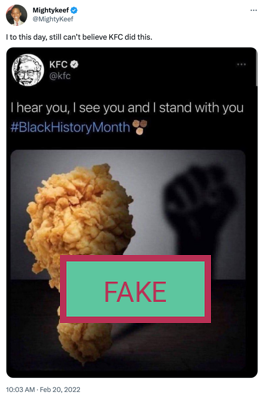 Mightykeef
@MightyKeef
I to this day, still can't believe KFC did this.
KFC
@kfc
I hear you, I see you and I stand with you
#BlackHistoryMonth
FAKE
10:03 AM · Feb 20, 2022